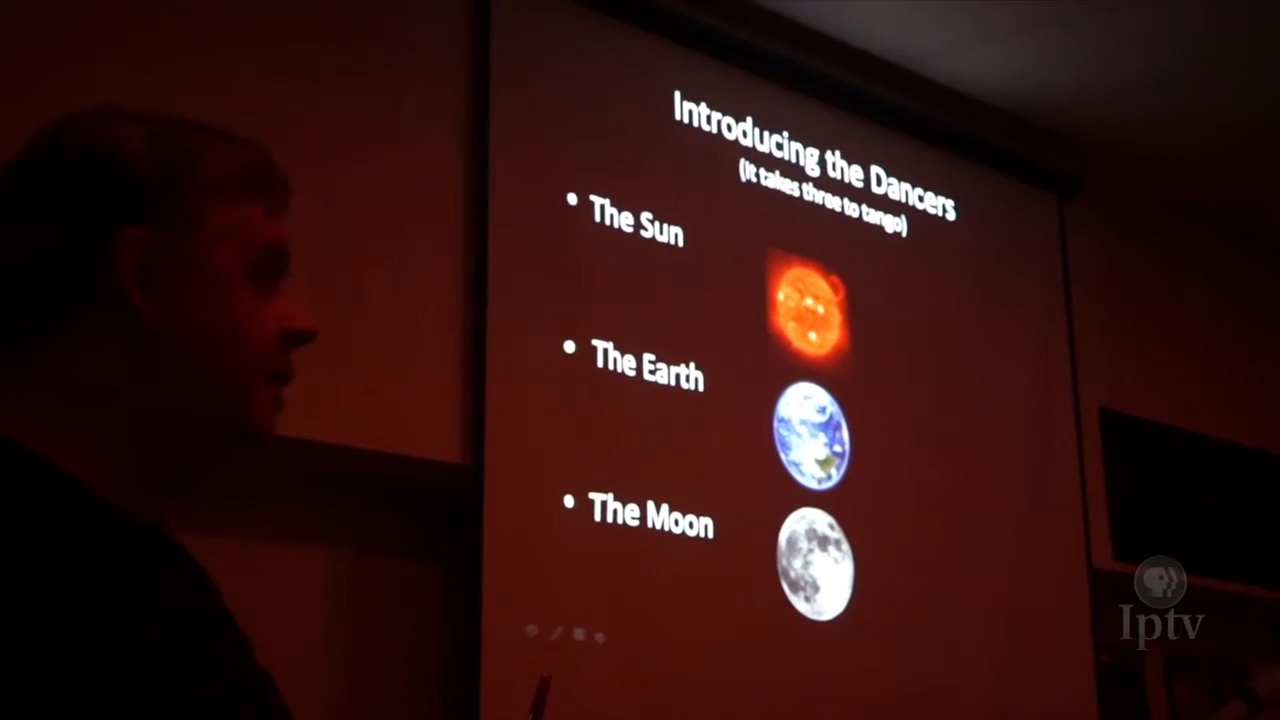 Introducing the Dancers
(It takes three to tango)
• The Sun
• The Earth
• The Moon
Iptv